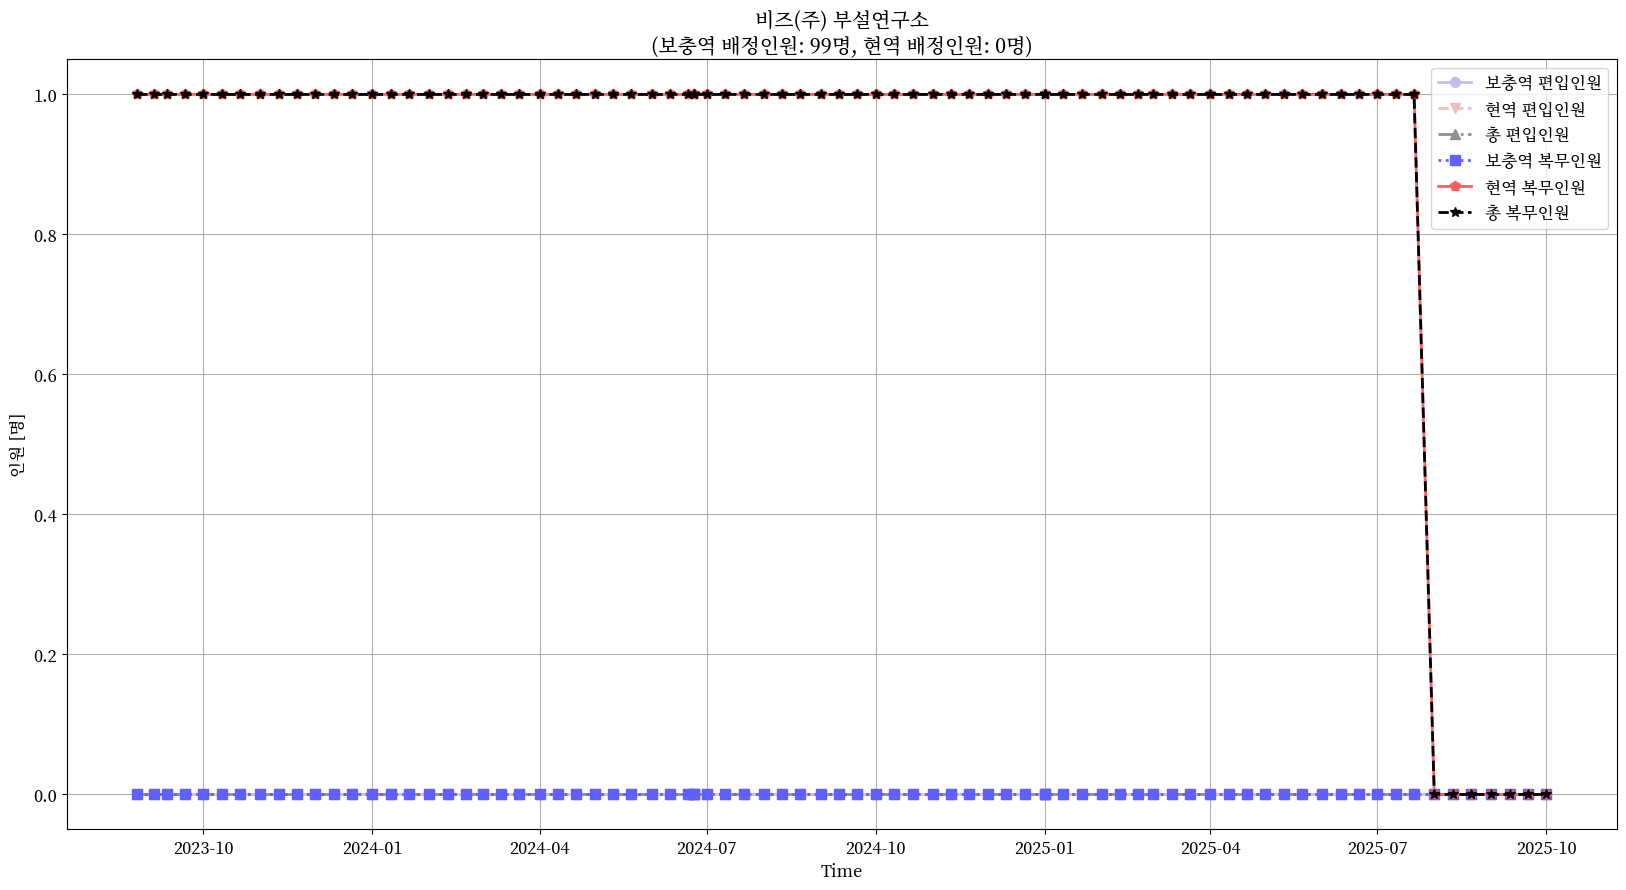 비즈(주) 부설연구소
(보충역 배정인원: 99명, 현역 배정인원: 0명)
보충역 편입인원
현역 편입인원
총 편입인원
보충역 복무인원
현역 복무인원
총 복무인원
인원 [명]
1.0
0.8
0.6
0.4
0.2
0.0
2023-10
2024-01
2024-04
2024-07
2024-10
2025-01
2025-04
2025-07
2025-10
Time